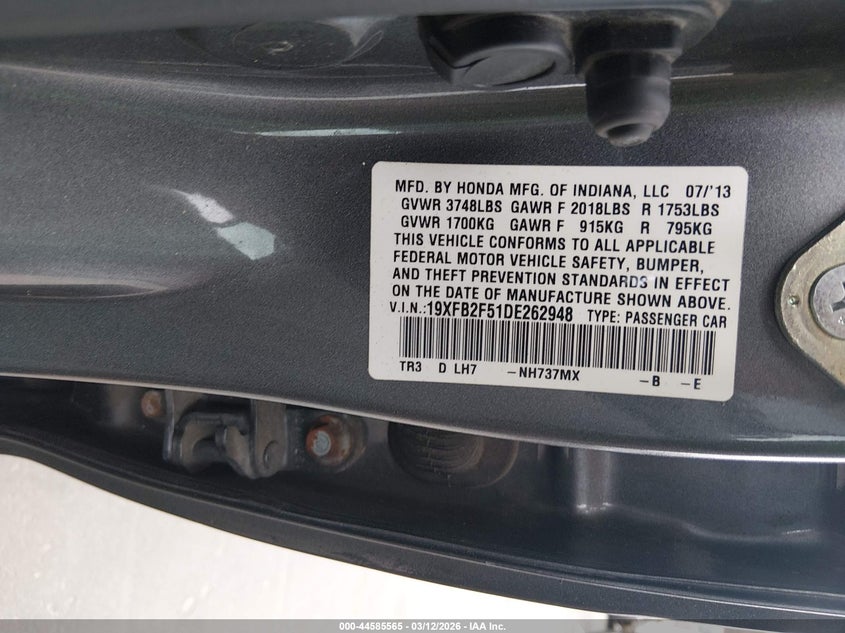 MFD. BY HONDA MFG. OF INDIANA, LLC 07/'13
GVWR 3748LBS GAWR F 2018LBS R 1753LBS
GVWR 1700KG GAWR F 915KG R 795KG
THIS VEHICLE CONFORMS TO ALL APPLICABLE
FEDERAL MOTOR VEHICLE SAFETY, BUMPER,
AND THEFT PREVENTION STANDARDS IN EFFECT
ON THE DATE OF MANUFACTURE SHOWN ABOVE.
V.I.N.:19XFB2F51DE262948 TYPE: PASSENGER CAR
TR3 D LH7 -NH737MX -B -E
000-44585565 - 03/12/2026 - IAA Inc.